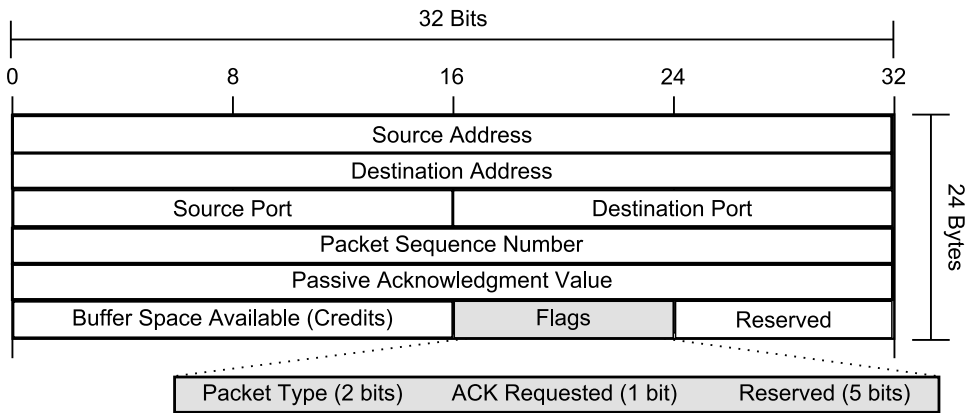 32 Bits
0 8 16 24 32
Source Address
Destination Address
Source Port Destination Port
Packet Sequence Number
Passive Acknowledgment Value
Buffer Space Available (Credits) Flags Reserved
24 Bytes
Packet Type (2 bits) ACK Requested (1 bit) Reserved (5 bits)